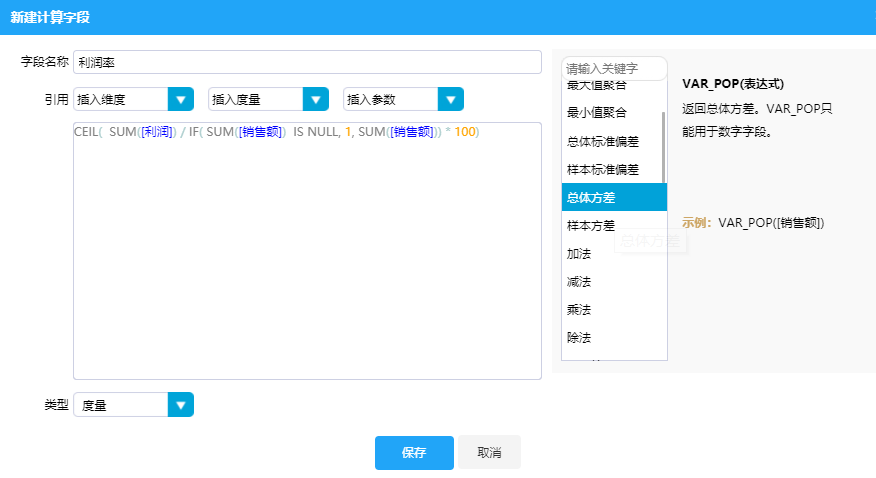 新建计算字段
字段名称 利润率
引用 插入维度 插入度量 插入参数
CEIL( SUM([利润]) / IF( SUM([销售额]) IS NULL, 1, SUM([销售额])) * 100)
类型 度量
请输入关键字
最大值聚合
最小值聚合
总体标准偏差
样本标准偏差
总体方差
样本方差
总体方差
加法
减法
乘法
除法
VAR_POP(表达式)
返回总体方差。VAR_POP只
能用于数字字段。
示例：VAR_POP([销售额])
保存 取消